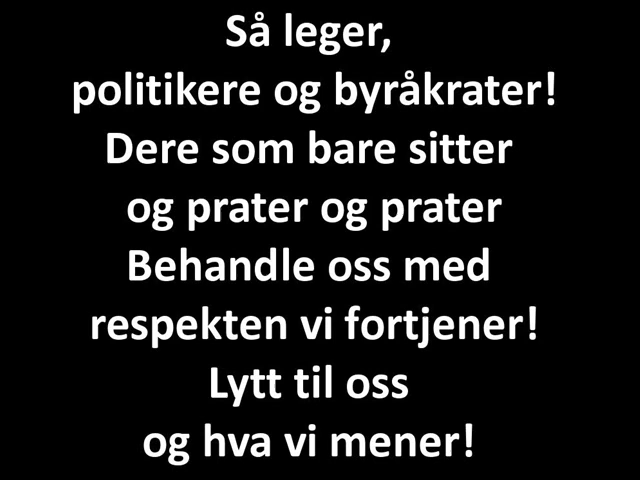 Så leger,
politikere og byråkrater!
Dere som bare sitter
og prater og prater
Behandle oss med
respekten vi fortjener!
Lytt til oss
og hva vi mener!